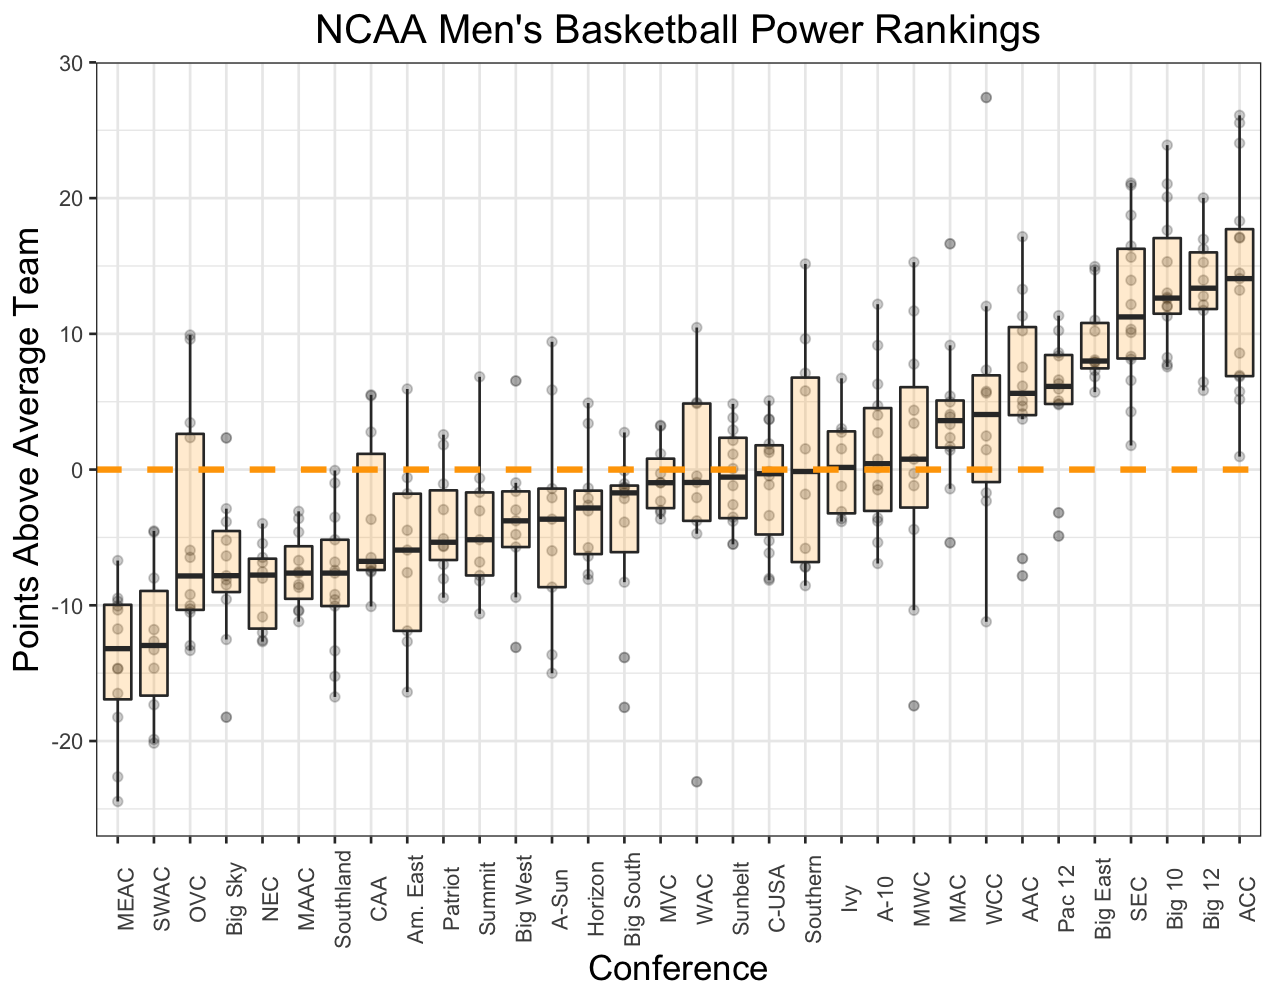 NCAA Men's Basketball Power Rankings
Points Above Average Team
30
20
10
0
-10
-20
MEAC
SWAC
OVC
Big Sky
NEC
MAAC
Southland
CAA
Am. East
Patriot
Summit
Big West
A-Sun
Horizon
Big South
MVC
WAC
Sunbelt
C-USA
Southern
Ivy
A-10
MWC
MAC
WCC
AAC
Pac 12
Big East
SEC
Big 10
Big 12
ACC
Conference